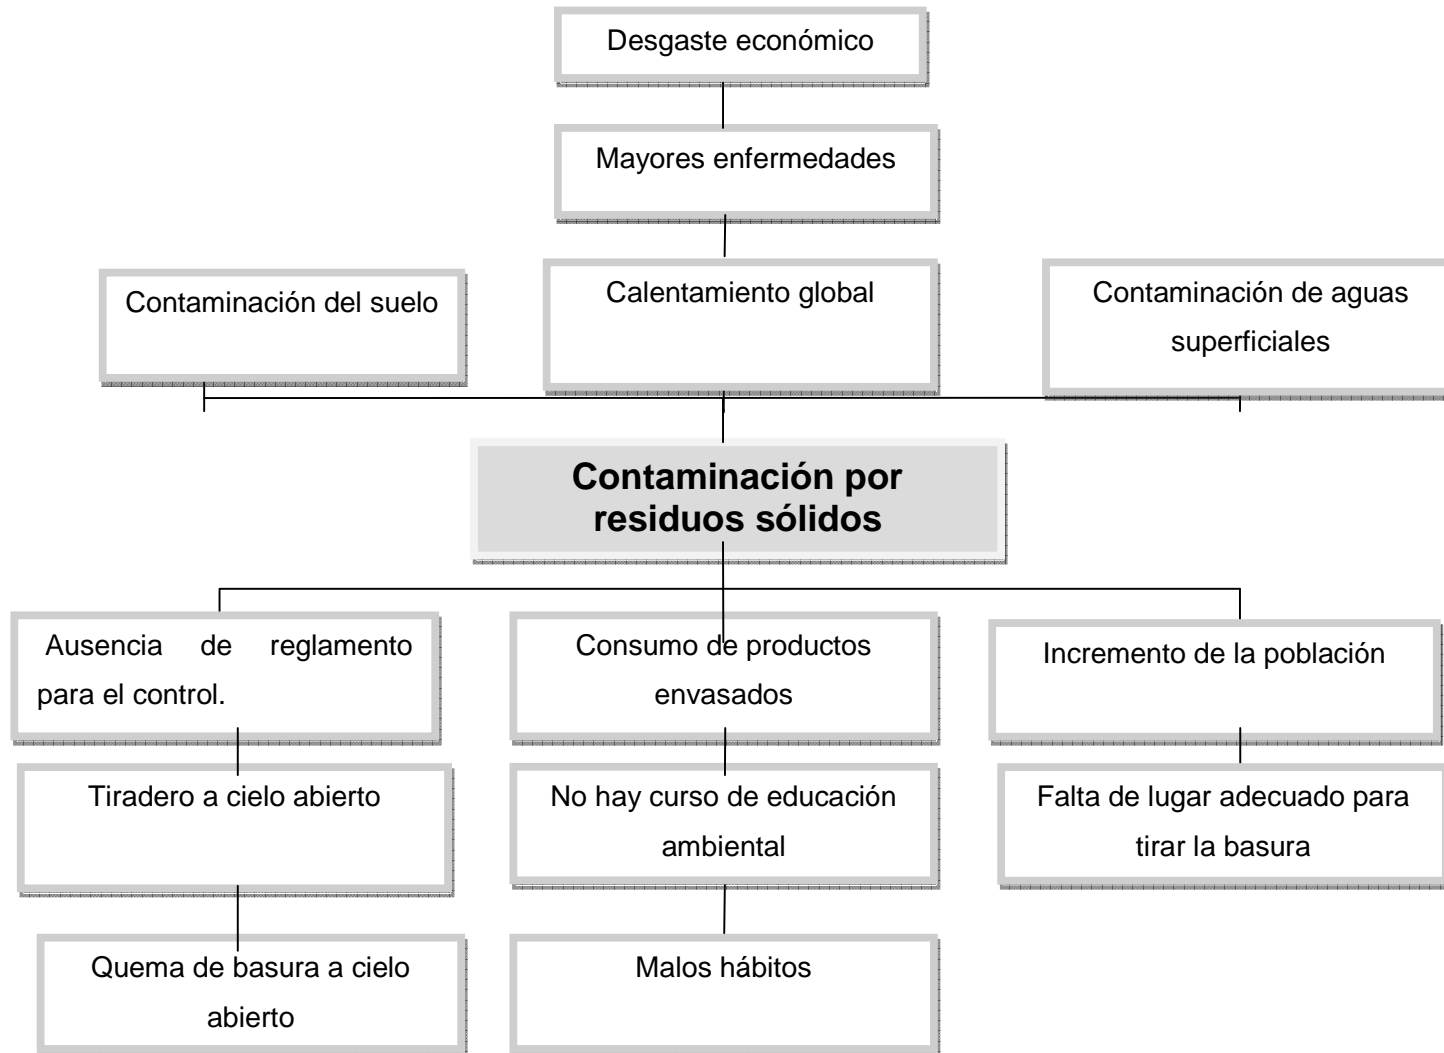 Desgaste económico
Mayores enfermedades
Contaminación del suelo
Calentamiento global
Contaminación de aguas
superficiales
Contaminación por
residuos sólidos
Ausencia de reglamento
para el control.
Consumo de productos
envasados
Incremento de la población
Tiradero a cielo abierto
No hay curso de educación
ambiental
Falta de lugar adecuado para
tirar la basura
Quema de basura a cielo
abierto
Malos hábitos